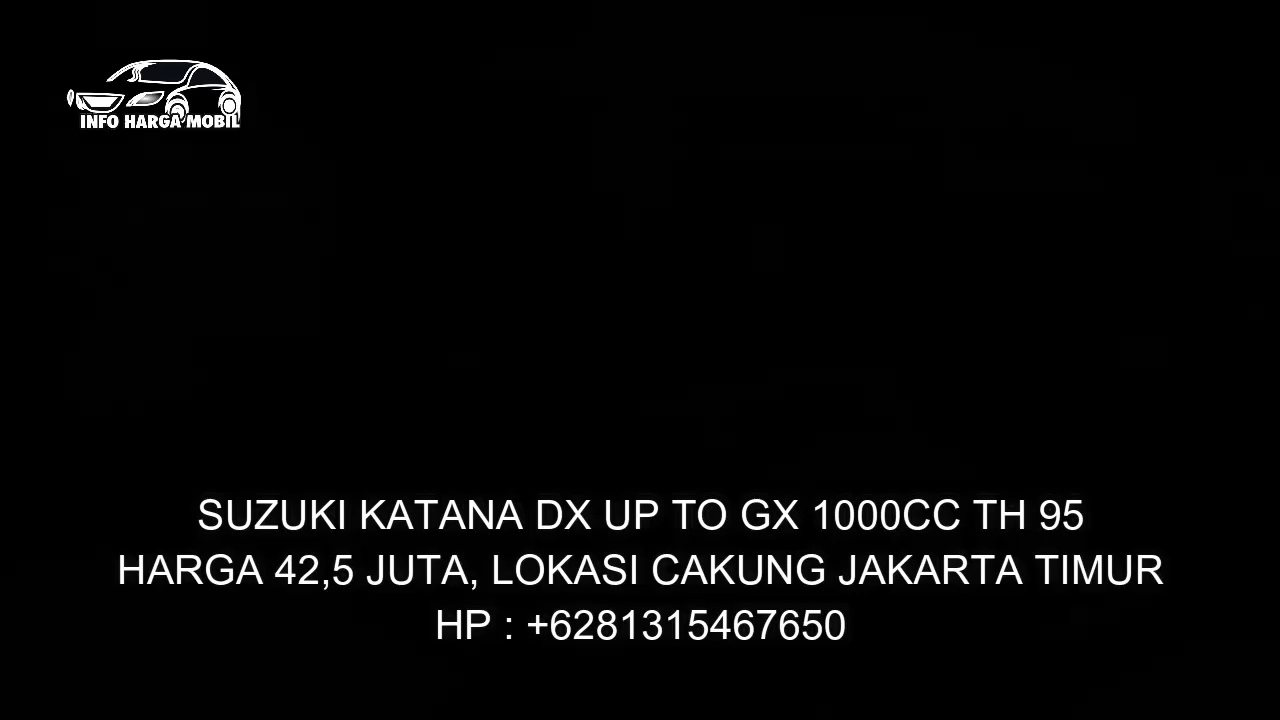 INFO HARGA MOBIL
SUZUKI KATANA DX UP TO GX 1000CC TH 95
HARGA 42,5 JUTA, LOKASI CAKUNG JAKARTA TIMUR
HP : +6281315467650